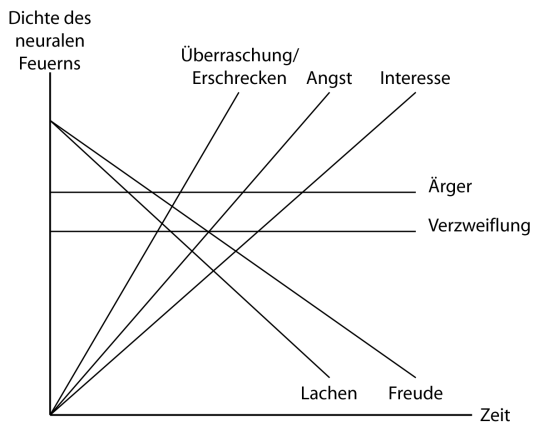 Dichte des
neuralen
Feuerns
Überraschung/
Erschrecken
Angst
Interesse
Ärger
Verzweiflung
Lachen
Freude
Zeit